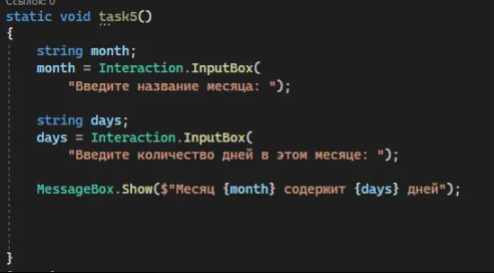 Ссылок: 0
static void task5()
{
string month;
month = Interaction.InputBox(
"Введите название месяца: ");
string days;
days = Interaction.InputBox(
"Введите количество дней в этом месяце: ");
MessageBox.Show($"Месяц {month} содержит {days} дней");
}